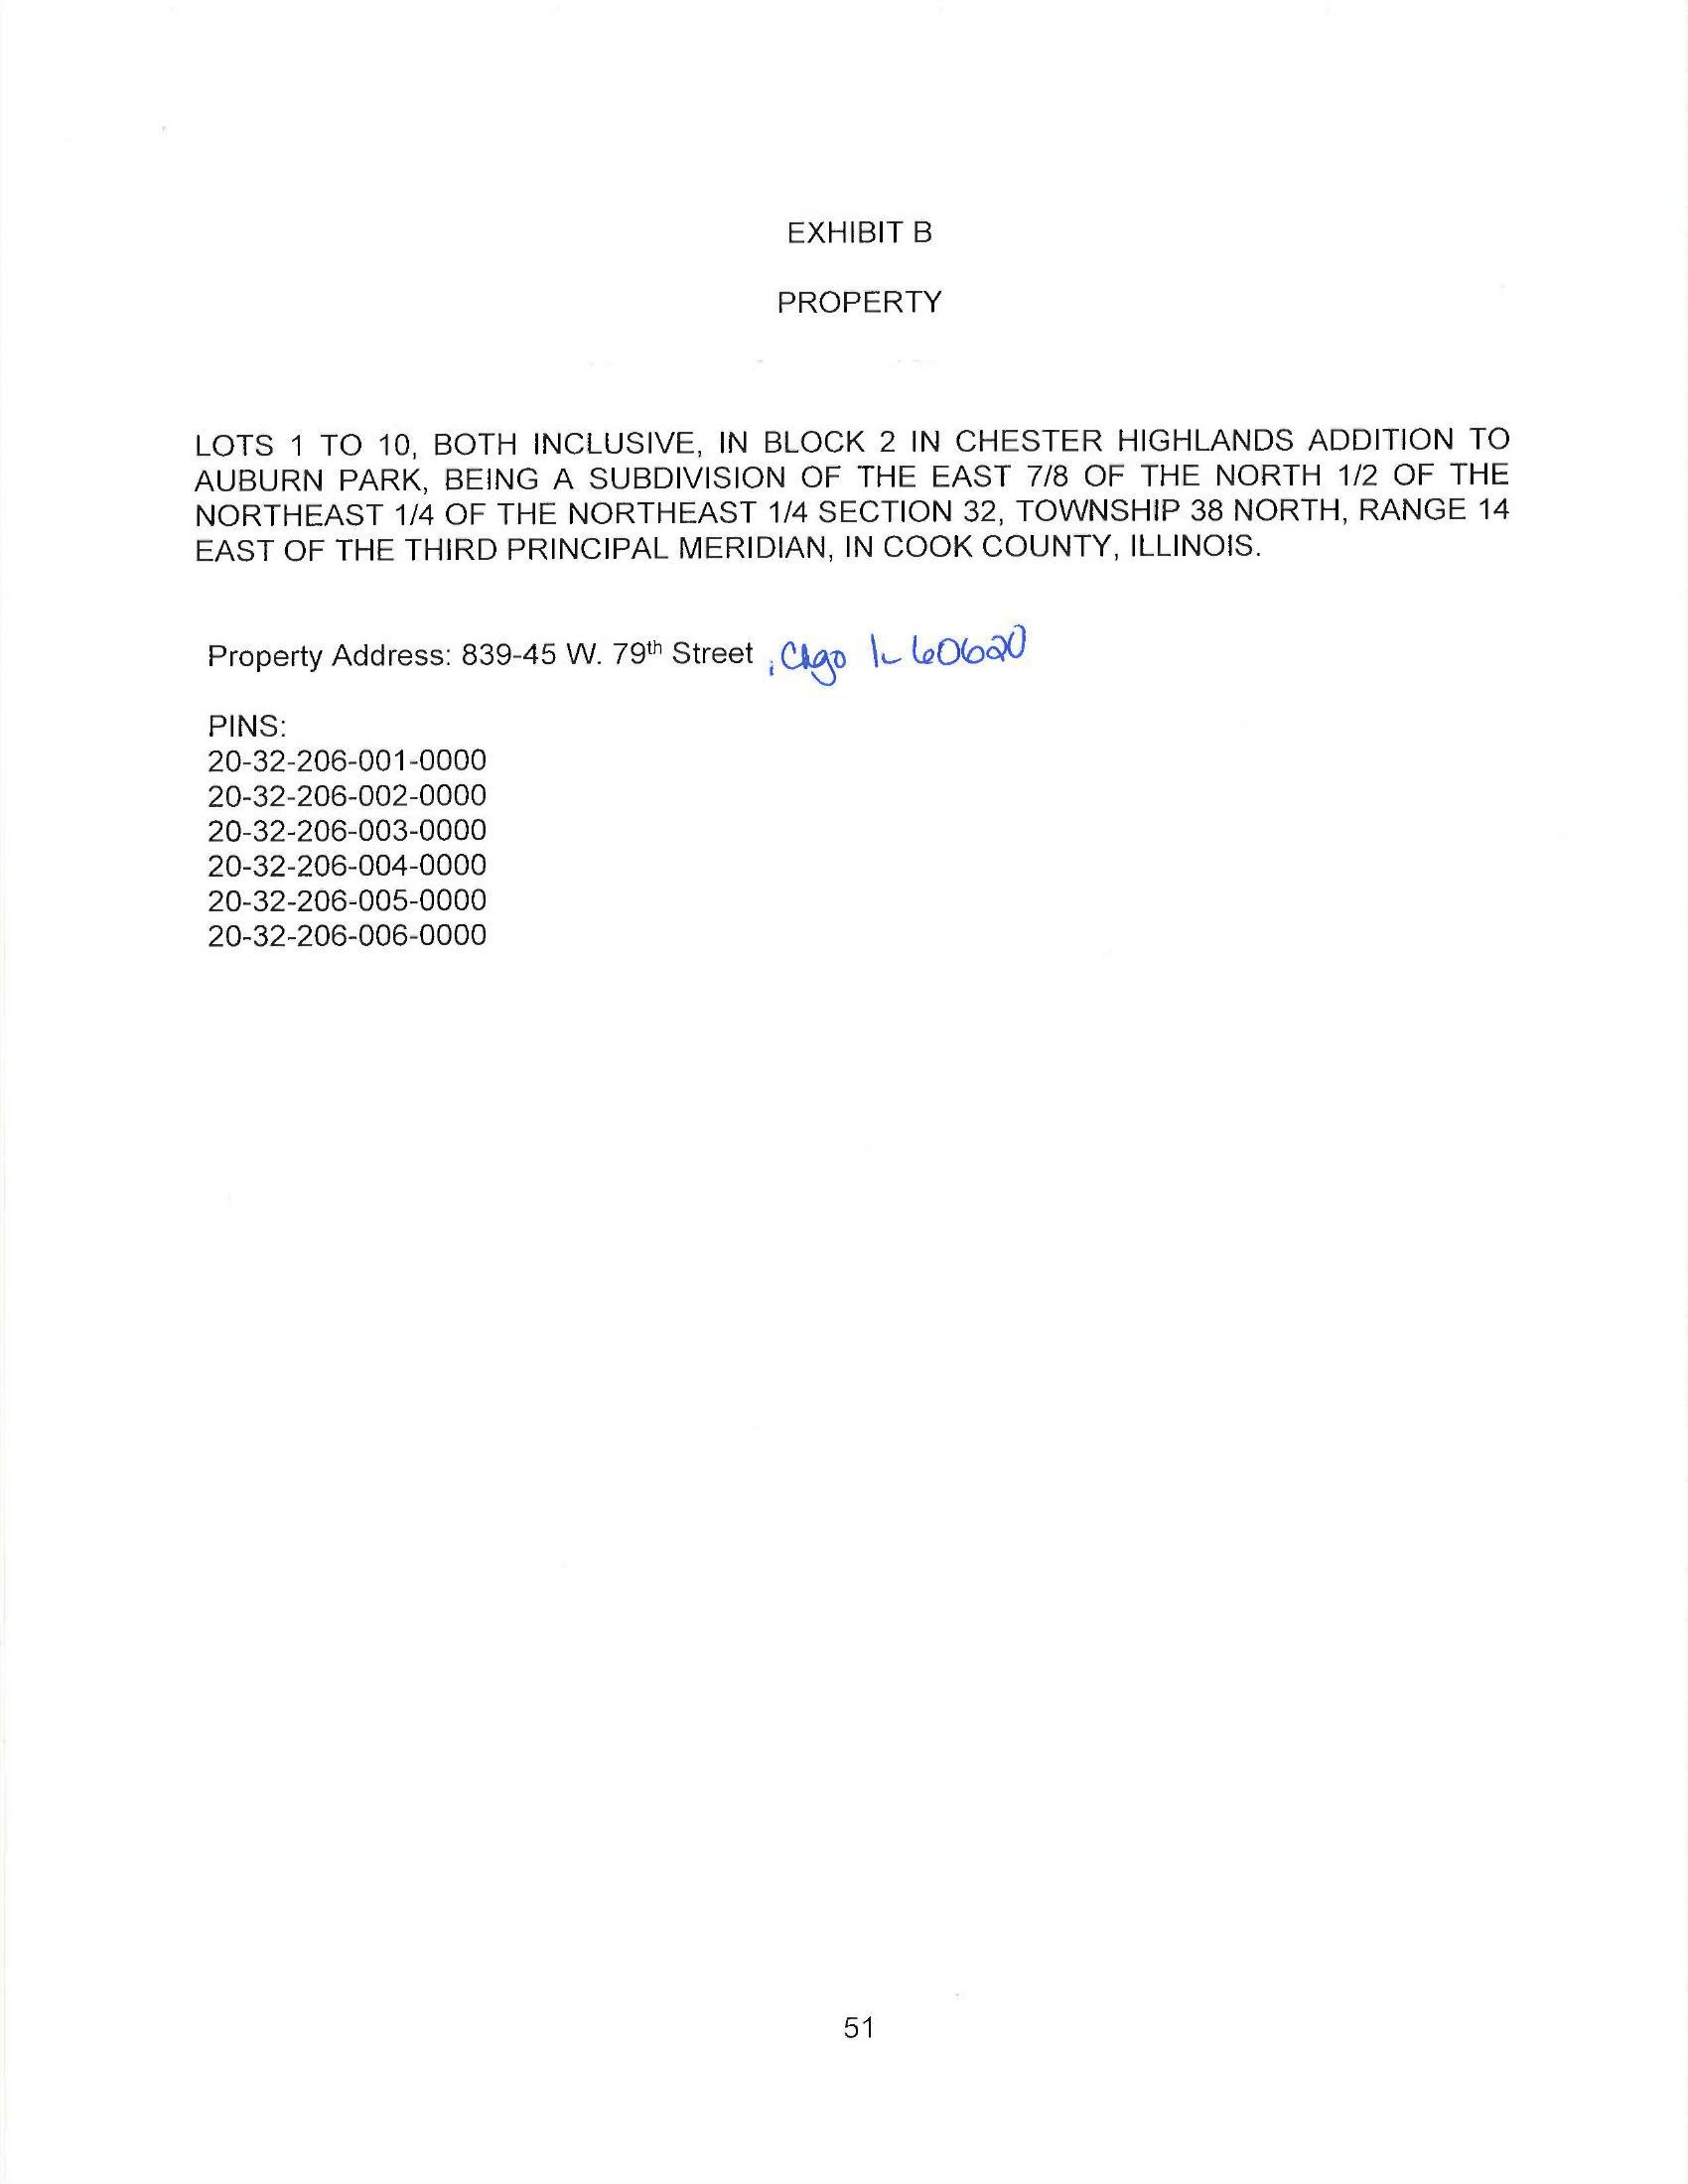 EXHIBIT B
PROPERTY
LOTS 1 TO 10, BOTH INCLUSIVE, IN BLOCK 2 IN CHESTER HIGHLANDS ADDITION TO
AUBURN PARK, BEING A SUBDIVISION OF THE EAST 7/8 OF THE NORTH 1/2 OF THE
NORTHEAST 1/4 OF THE NORTHEAST 1/4 SECTION 32, TOWNSHIP 38 NORTH, RANGE 14
EAST OF THE THIRD PRINCIPAL MERIDIAN, IN COOK COUNTY, ILLINOIS.
Property Address: 839-45 W. 79th Street , Chgo IL 60620
PINS:
20-32-206-001-0000
20-32-206-002-0000
20-32-206-003-0000
20-32-206-004-0000
20-32-206-005-0000
20-32-206-006-0000
51